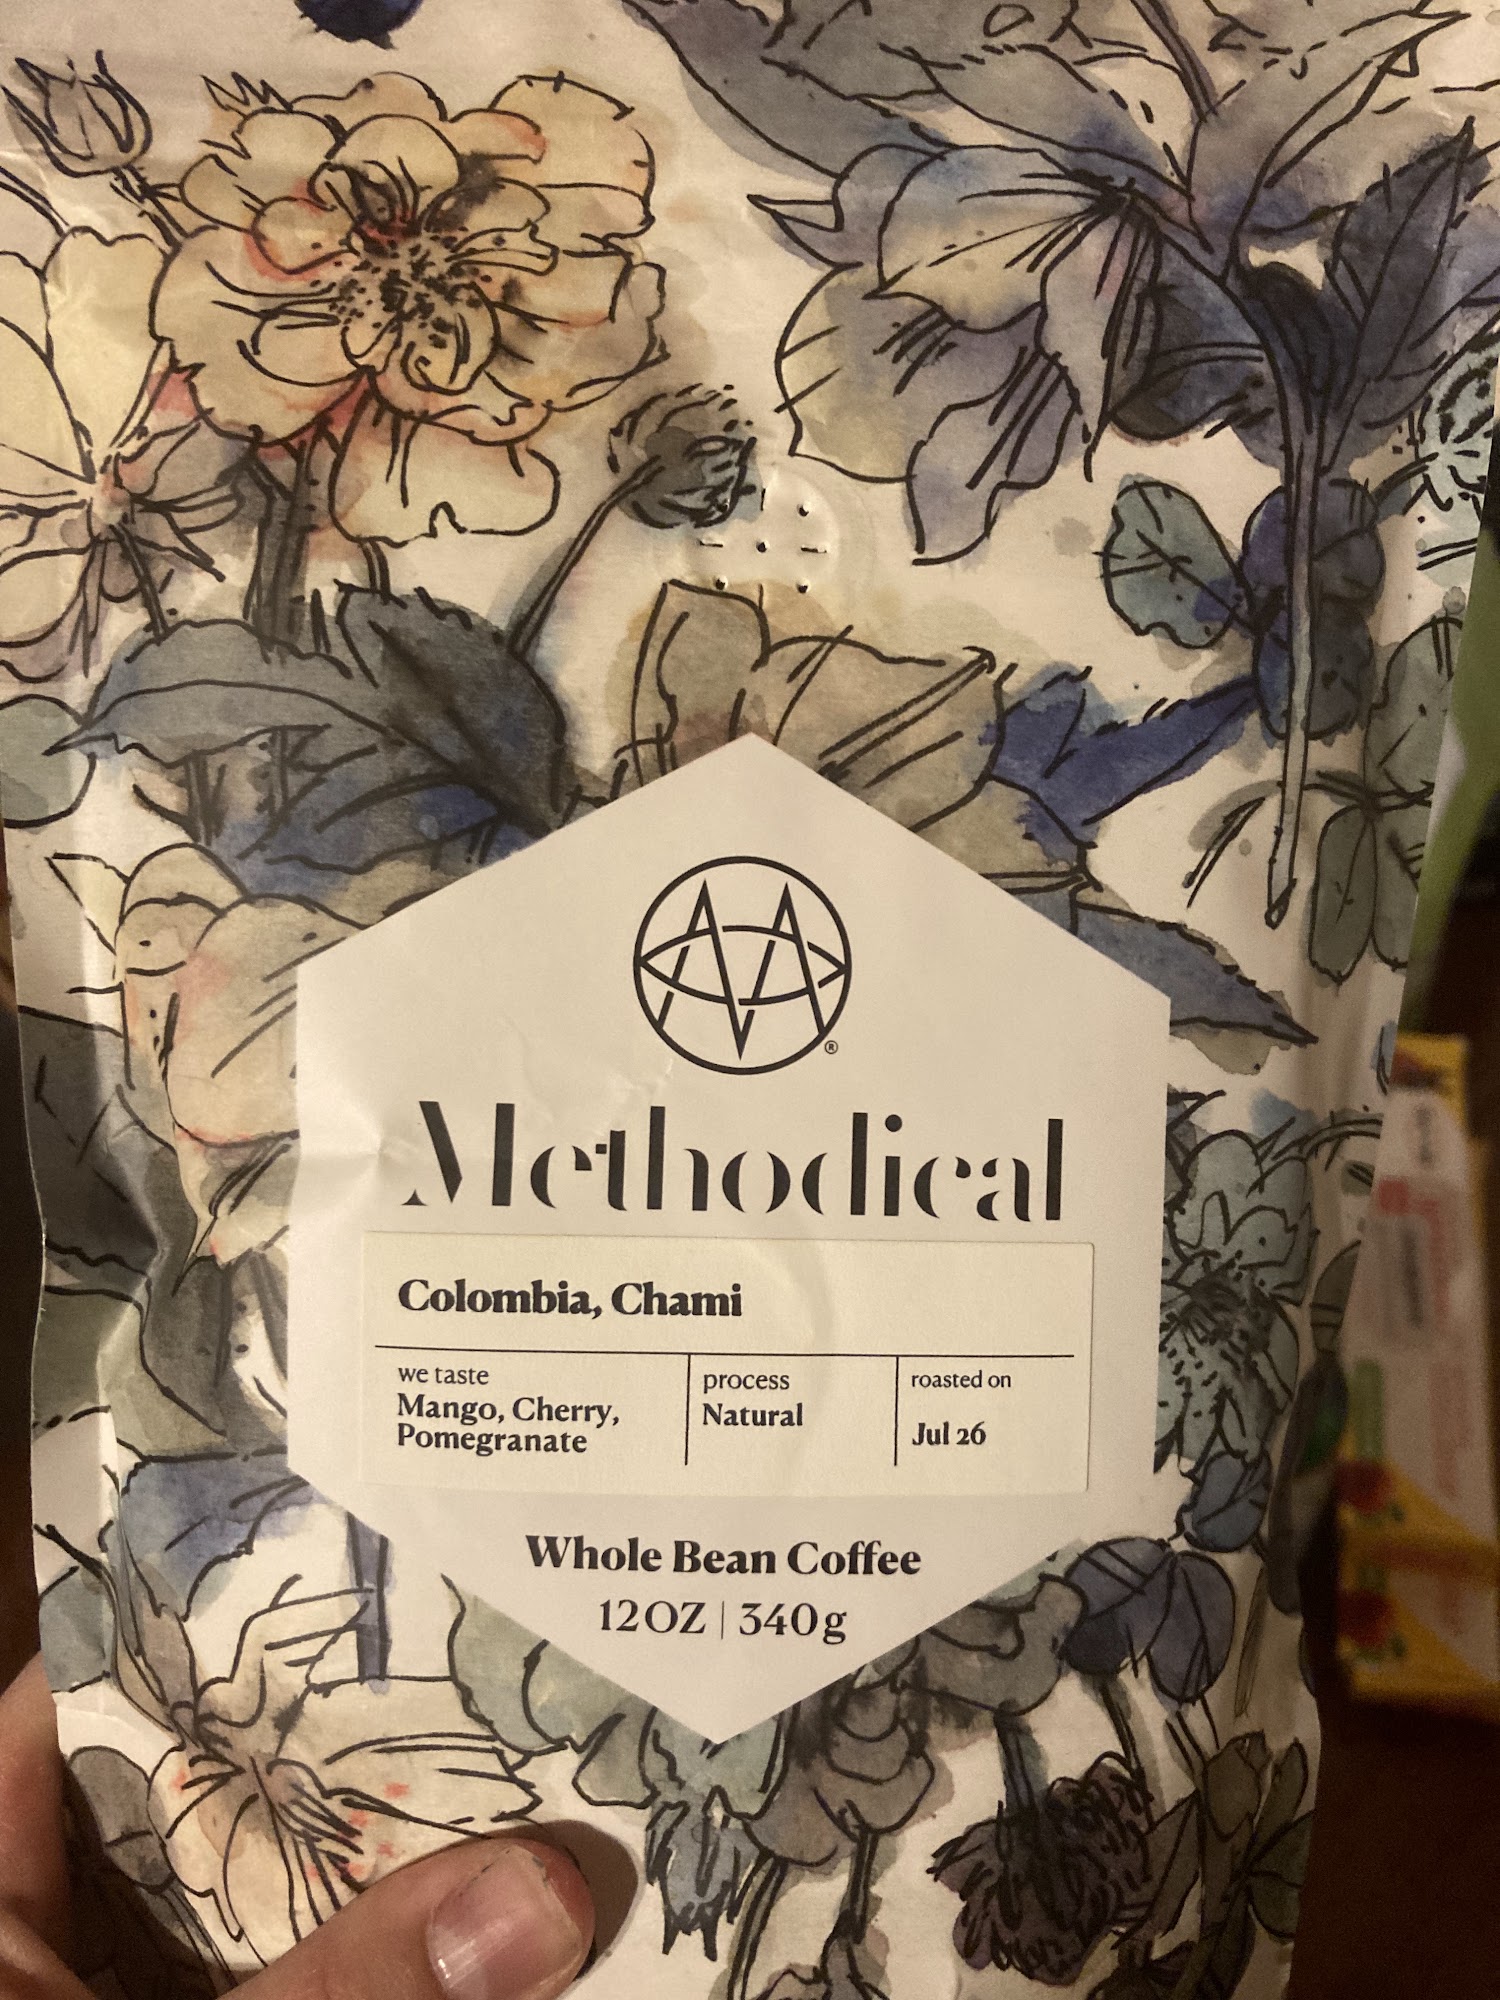 ®
Methodical
Colombia, Chami
we taste
Mango, Cherry,
Pomegranate
process
Natural
roasted on
Jul 26
Whole Bean Coffee
12OZ | 340g